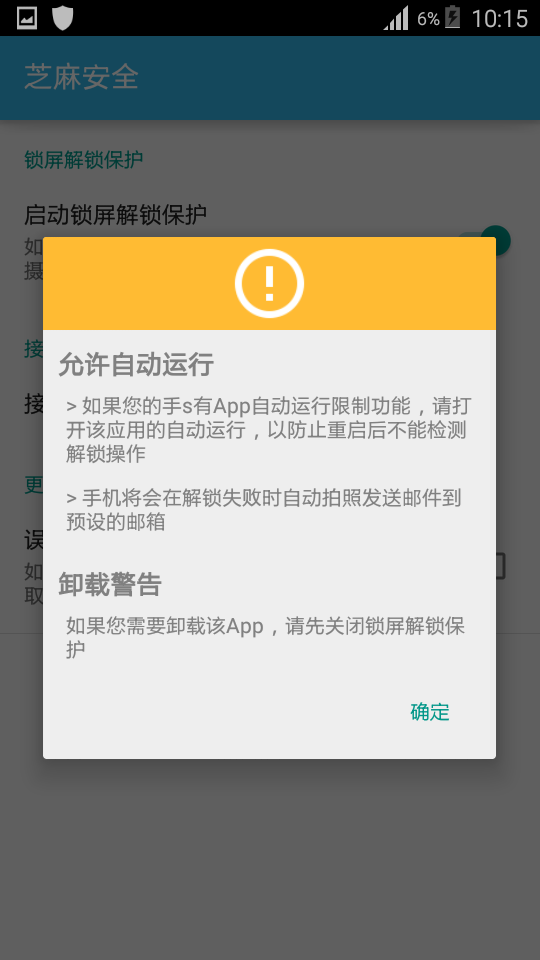 6% 10:15
芝麻安全
锁屏解锁保护
启动锁屏解锁保护
如
摄
接
接
更
误
如
取
允许自动运行
> 如果您的手s有App自动运行限制功能，请打
开该应用的自动运行，以防止重启后不能检测
解锁操作
> 手机将会在解锁失败时自动拍照发送邮件到
预设的邮箱
卸载警告
如果您需要卸载该App，请先关闭锁屏解锁保
护
确定